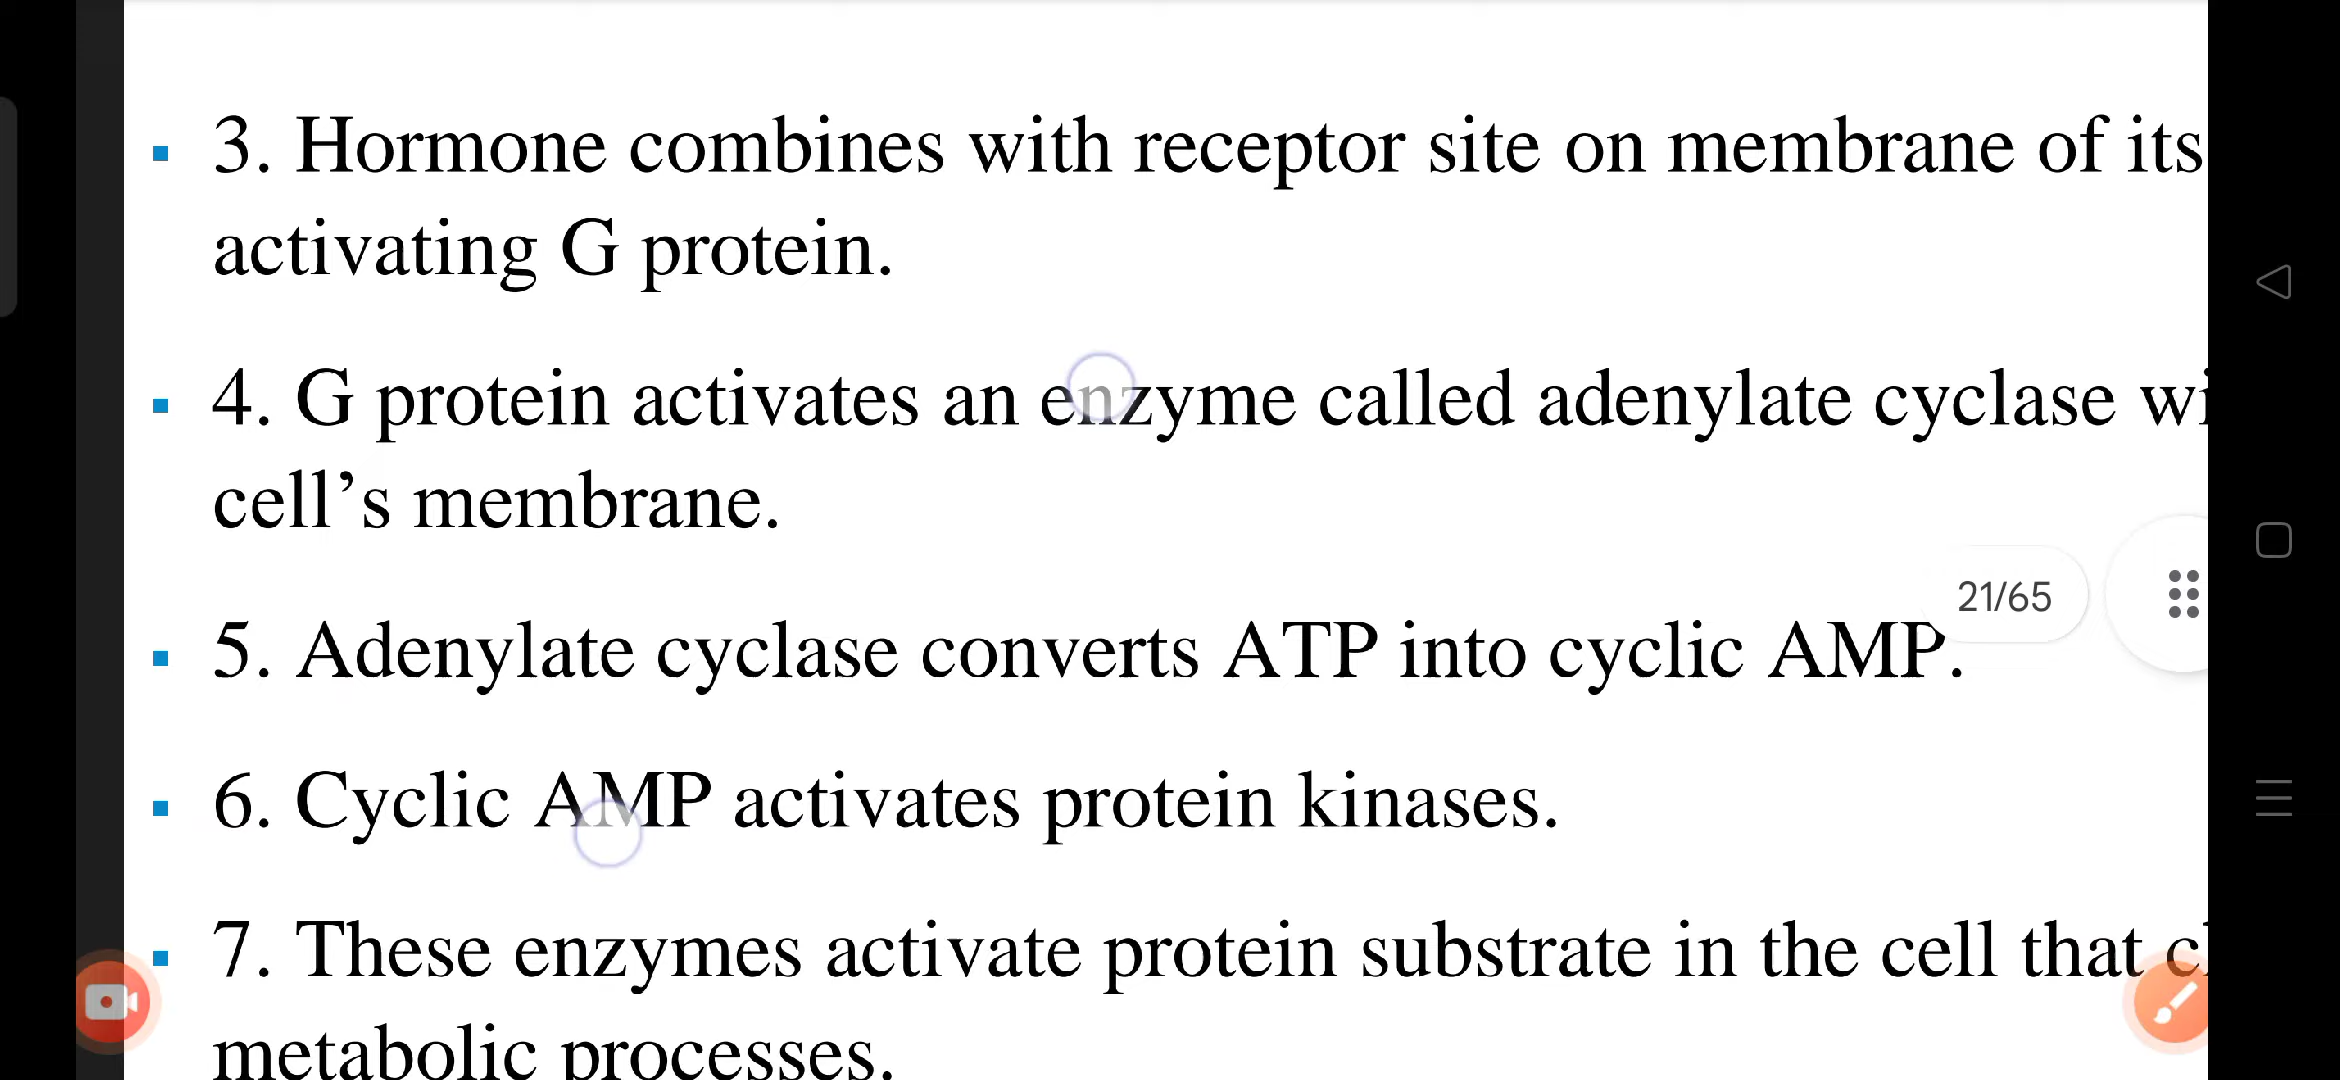 3. Hormone combines with receptor site on membrane of its
activating G protein.
4. G protein activates an enzyme called adenylate cyclase
cell’s membrane.
21/65
5. Adenylate cyclase converts ATP into cyclic AMP.
6. Cyclic AMP activates protein kinases.
7. These enzymes activate protein substrate in the cell that
metabolic processes.